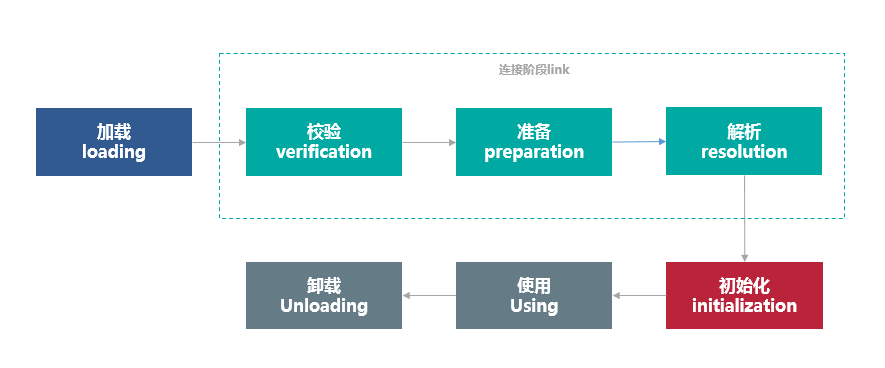 连接阶段link
加载
loading
校验
verification
准备
preparation
解析
resolution
卸载
Unloading
使用
Using
初始化
initialization